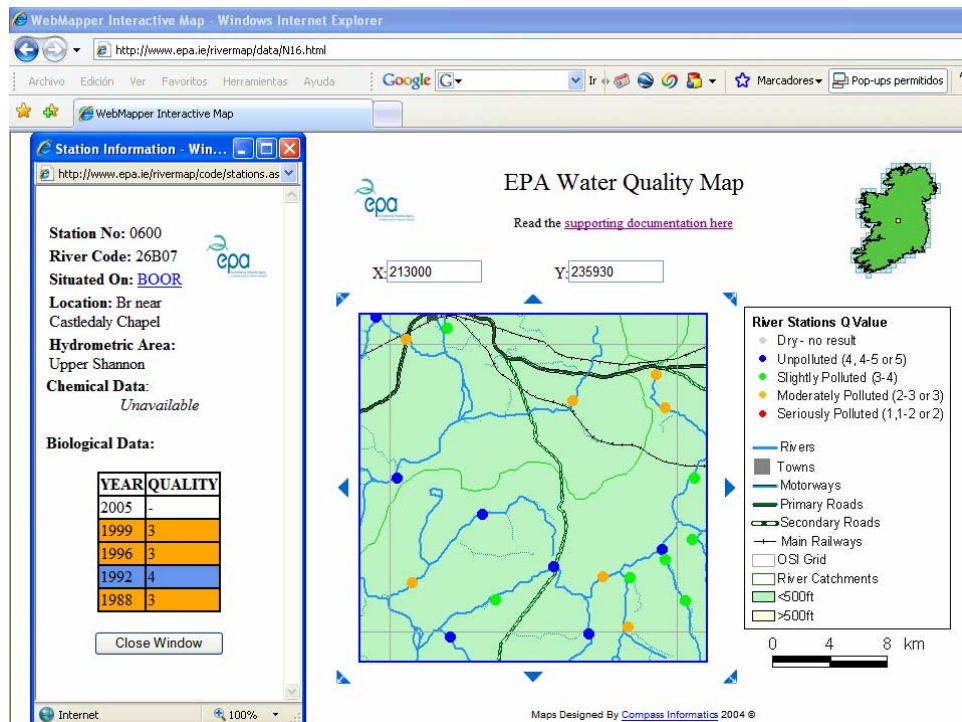 WebMapper Interactive Map - Windows Internet Explorer
http://www.epa.ie/rivermap/data/N16.html
Archivo Edición Ver Favoritos Herramientas Ayuda Google G Ir Marcadores Pop-ups permitidos
WebMapper Interactive Map
Station Information - Win...
http://www.epa.ie/rivermap/code/stations.as
Station No: 0600
River Code: 26B07
epa
Situated On: BOOR
Location: Br near
Castledaly Chapel
Hydrometric Area:
Upper Shannon
Chemical Data:
Unavailable
Biological Data:
YEAR QUALITY
2005 -
1999 3
1996 3
1992 4
1988 3
Close Window
Internet 100%
epa
EPA Water Quality Map
Read the supporting documentation here
X: 213000 Y: 235930
River Stations Q Value
Dry - no result
Unpolluted (4, 4-5 or 5)
Slightly Polluted (3-4)
Moderately Polluted (2-3 or 3)
Seriously Polluted (1,1-2 or 2)
Rivers
Towns
Motorways
Primary Roads
Secondary Roads
Main Railways
OSI Grid
River Catchments
<500ft
>500ft
0 4 8 km
Maps Designed By Compass Informatics 2004 ©